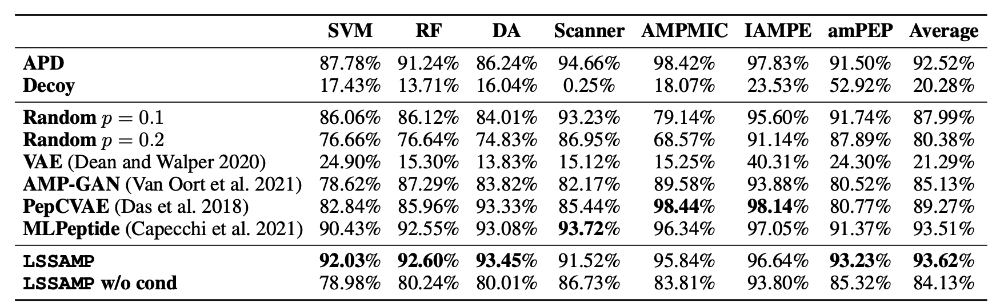 SVM RF DA Scanner AMPMIC IAMPE amPEP Average
APD 87.78% 91.24% 86.24% 94.66% 98.42% 97.83% 91.50% 92.52%
Decoy 17.43% 13.71% 16.04% 0.25% 18.07% 23.53% 52.92% 20.28%
Random p = 0.1 86.06% 86.12% 84.01% 93.23% 79.14% 95.60% 91.74% 87.99%
Random p = 0.2 76.66% 76.64% 74.83% 86.95% 68.57% 91.14% 87.89% 80.38%
VAE (Dean and Walper 2020) 24.90% 15.30% 13.83% 15.12% 15.25% 40.31% 24.30% 21.29%
AMP-GAN (Van Oort et al. 2021) 78.62% 87.29% 83.82% 82.17% 89.58% 93.88% 80.52% 85.13%
PepCVAE (Das et al. 2018) 82.84% 85.96% 93.33% 85.44% 98.44% 98.14% 80.77% 89.27%
MLPeptide (Capecchi et al. 2021) 90.43% 92.55% 93.08% 93.72% 96.34% 97.05% 91.37% 93.51%
LSSAMP 92.03% 92.60% 93.45% 91.52% 95.84% 96.64% 93.23% 93.62%
LSSAMP w/o cond 78.98% 80.24% 80.01% 86.73% 83.81% 93.80% 85.32% 84.13%